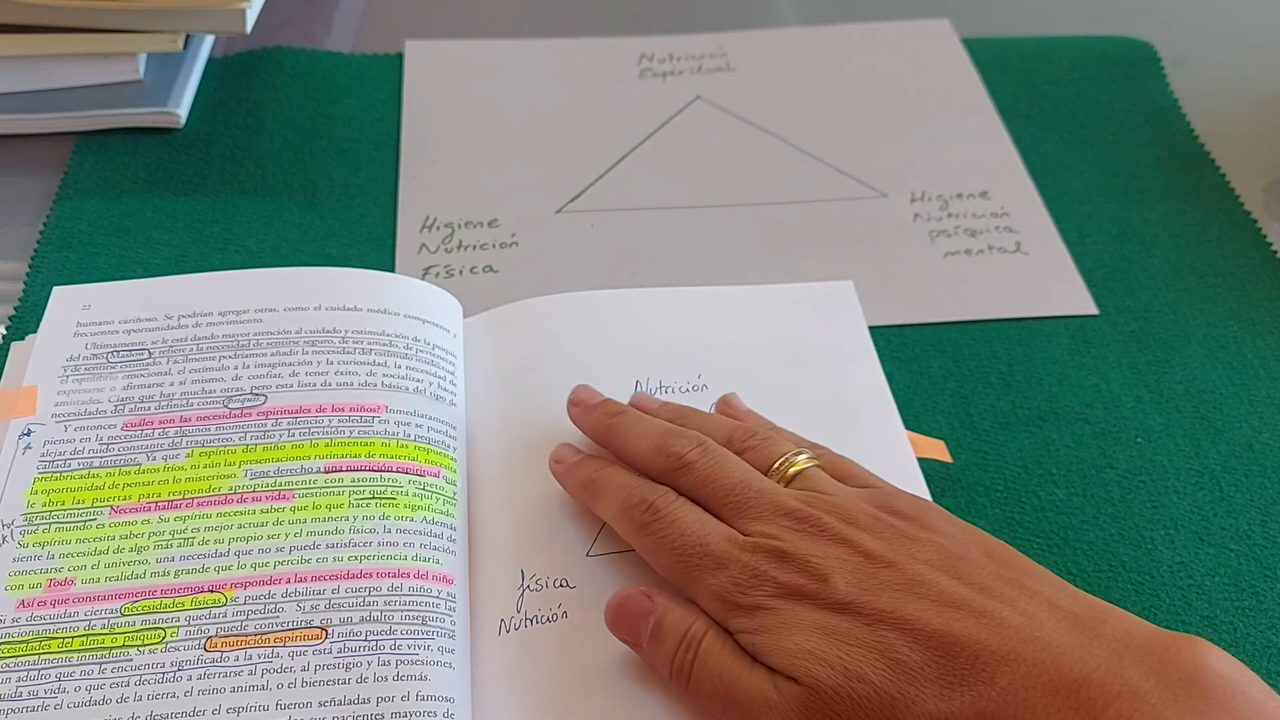 Nutrición
Espiritual
Higiene
Nutrición
Física
Higiene
Nutrición
psíquica
mental
22
humano cariñoso. Se podrían agregar otras, como el cuidado médico competente y
frecuentes oportunidades de movimiento.
Ultimamente, se le está dando mayor atención al cuidado y estimulación de la psiquis
del niño. Maslow se refiere a la necesidad de sentirse seguro, de ser amado, de pertenecer
y de sentirse estimado. Fácilmente podríamos añadir la necesidad del estímulo intelectual,
el equilibrio emocional, el estímulo a la imaginación y la curiosidad, la necesidad de
expresarse o afirmarse a sí mismo, de confiar, de tener éxito, de socializar y hacer
amistades. Claro que hay muchas otras, pero esta lista da una idea básica del tipo de
necesidades del alma definida como psiquis.
Y entonces ¿cuáles son las necesidades espirituales de los niños? Inmediatamente
pienso en la necesidad de algunos momentos de silencio y soledad en que se puedan
alejar del ruido constante del traqueteo, el radio y la televisión y escuchar la pequeña y
callada voz interior. Ya que al espíritu del niño no lo alimentan ni las respuestas
prefabricadas, ni los datos fríos, ni aún las presentaciones rutinarias de material, necesita
la oportunidad de pensar en lo misterioso. Tiene derecho a una nutrición espiritual que
le abra las puertas para responder apropiadamente con asombro, respeto, y
agradecimiento. Necesita hallar el sentido de su vida, cuestionar por qué está aquí y por
qué el mundo es como es. Su espíritu necesita saber que lo que hace tiene significado.
Su espíritu necesita saber por qué es mejor actuar de una manera y no de otra. Además
siente la necesidad de algo más allá de su propio ser y el mundo físico, la necesidad de
conectarse con el universo, una necesidad que no se puede satisfacer sino en relación
con un Todo, una realidad más grande que lo que percibe en su experiencia diaria.
Así es que constantemente tenemos que responder a las necesidades totales del niño.
Si se descuidan ciertas necesidades físicas, se puede debilitar el cuerpo del niño y su
uncionamiento de alguna manera quedará impedido. Si se descuidan seriamente las
ecesidades del alma o psiquis el niño puede convertirse en un adulto inseguro o
ocionalmente inmaduro. Si se descuida la nutrición espiritual el niño puede convertirse
un adulto que no le encuentra significado a la vida, que está aburrido de vivir, que
uida su vida, o que está decidido a aferrarse al poder, al prestigio y las posesiones,
mportarle el cuidado de la tierra, el reino animal, o el bienestar de los demás.
de desatender el espíritu fueron señaladas por el famoso
sus pacientes mayores de
Nutrición
física
Nutrición